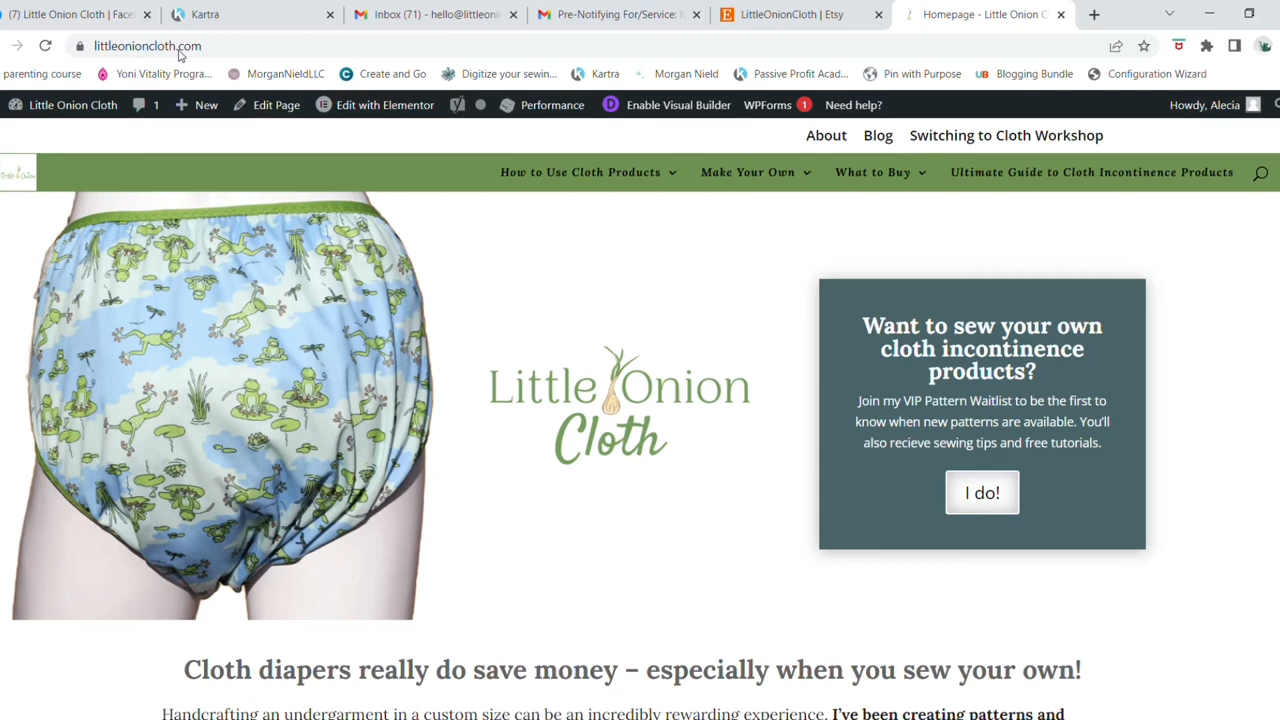 (7) Little Onion Cloth | Face
Kartra
Inbox (71) - hello@littleoni
Pre-Notifying For/Service:
LittleOnionCloth | Etsy
Homepage - Little Onion C
littleonioncloth.com
parenting course
Yoni Vitality Progra...
MorganNieldLLC
Create and Go
Digitize your sewin...
Kartra
Morgan Nield
Passive Profit Acad...
Pin with Purpose
UB Blogging Bundle
Configuration Wizard
Little Onion Cloth
1
New
Edit Page
Edit with Elementor
Performance
D Enable Visual Builder
WPForms 1
Need help?
Howdy, Alecia
About
Blog
Switching to Cloth Workshop
How to Use Cloth Products
Make Your Own
What to Buy
Ultimate Guide to Cloth Incontinence Products
Little Onion
Cloth
Want to sew your own
cloth incontinence
products?
Join my VIP Pattern Waitlist to be the first to
know when new patterns are available. You'll
also recieve sewing tips and free tutorials.
I do!
Cloth diapers really do save money – especially when you sew your own!
Handcrafting an undergarment in a custom size can be an incredibly rewarding experience. I've been creating patterns and